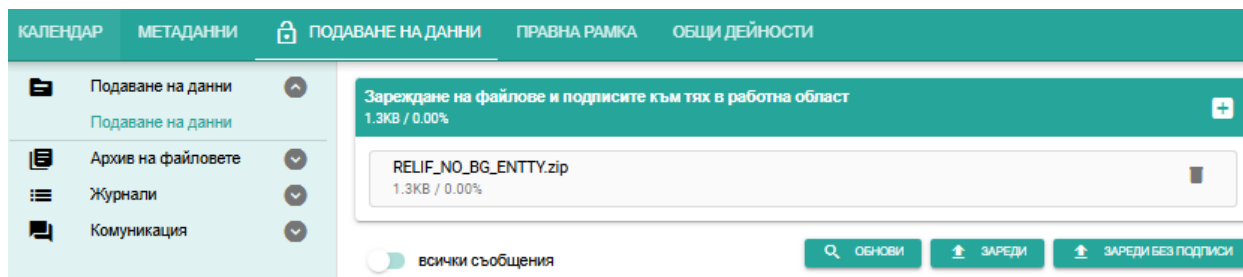 КАЛЕНДАР МЕТАДАННИ ПОДАВАНЕ НА ДАННИ ПРАВНА РАМКА ОБЩИ ДЕЙНОСТИ
Подаване на данни
Подаване на данни
Архив на файловете
Журнали
Комуникация
Зареждане на файлове и подписите към тях в работна област
1.3KB / 0.00%
RELIF_NO_BG_ENTTY.zip
1.3KB / 0.00%
всички съобщения
ОБНОВИ ЗАРЕДИ ЗАРЕДИ БЕЗ ПОДПИСИ